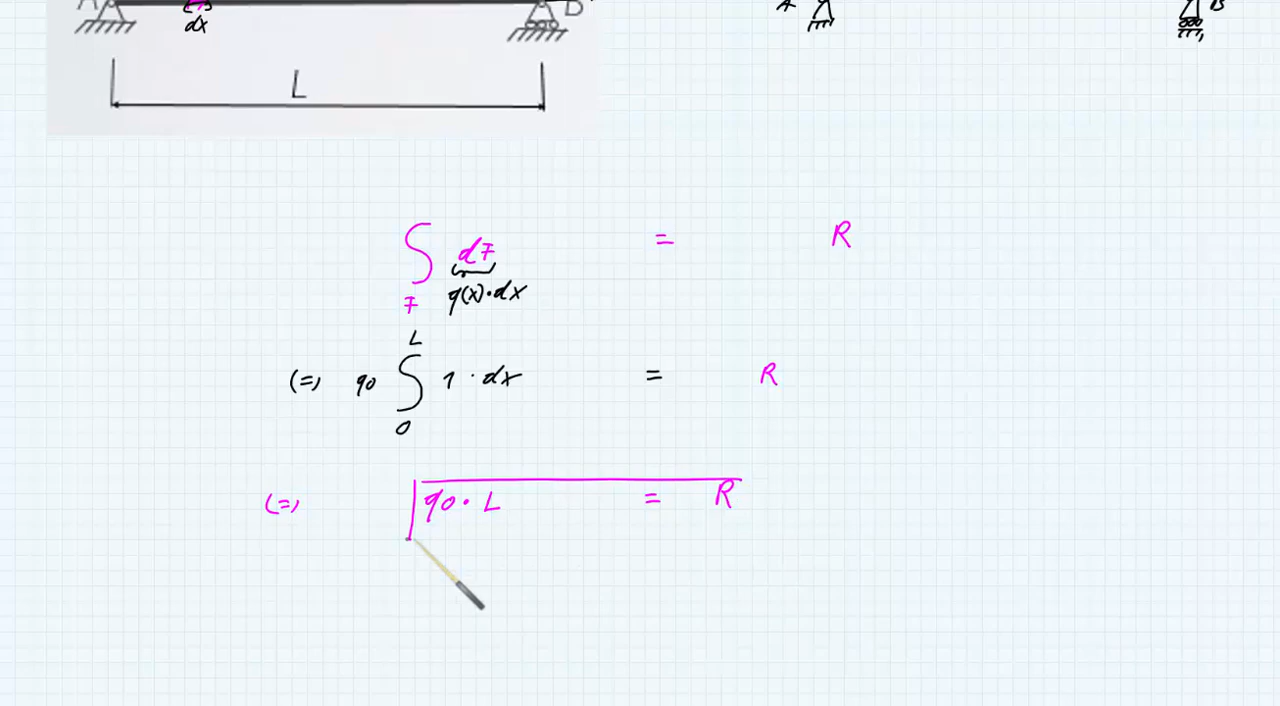 A B A B
dx
L
∫ dF = R
F q(x)·dx
L
(=) q0 ∫ 1 · dx = R
0
(=) q0 · L = R